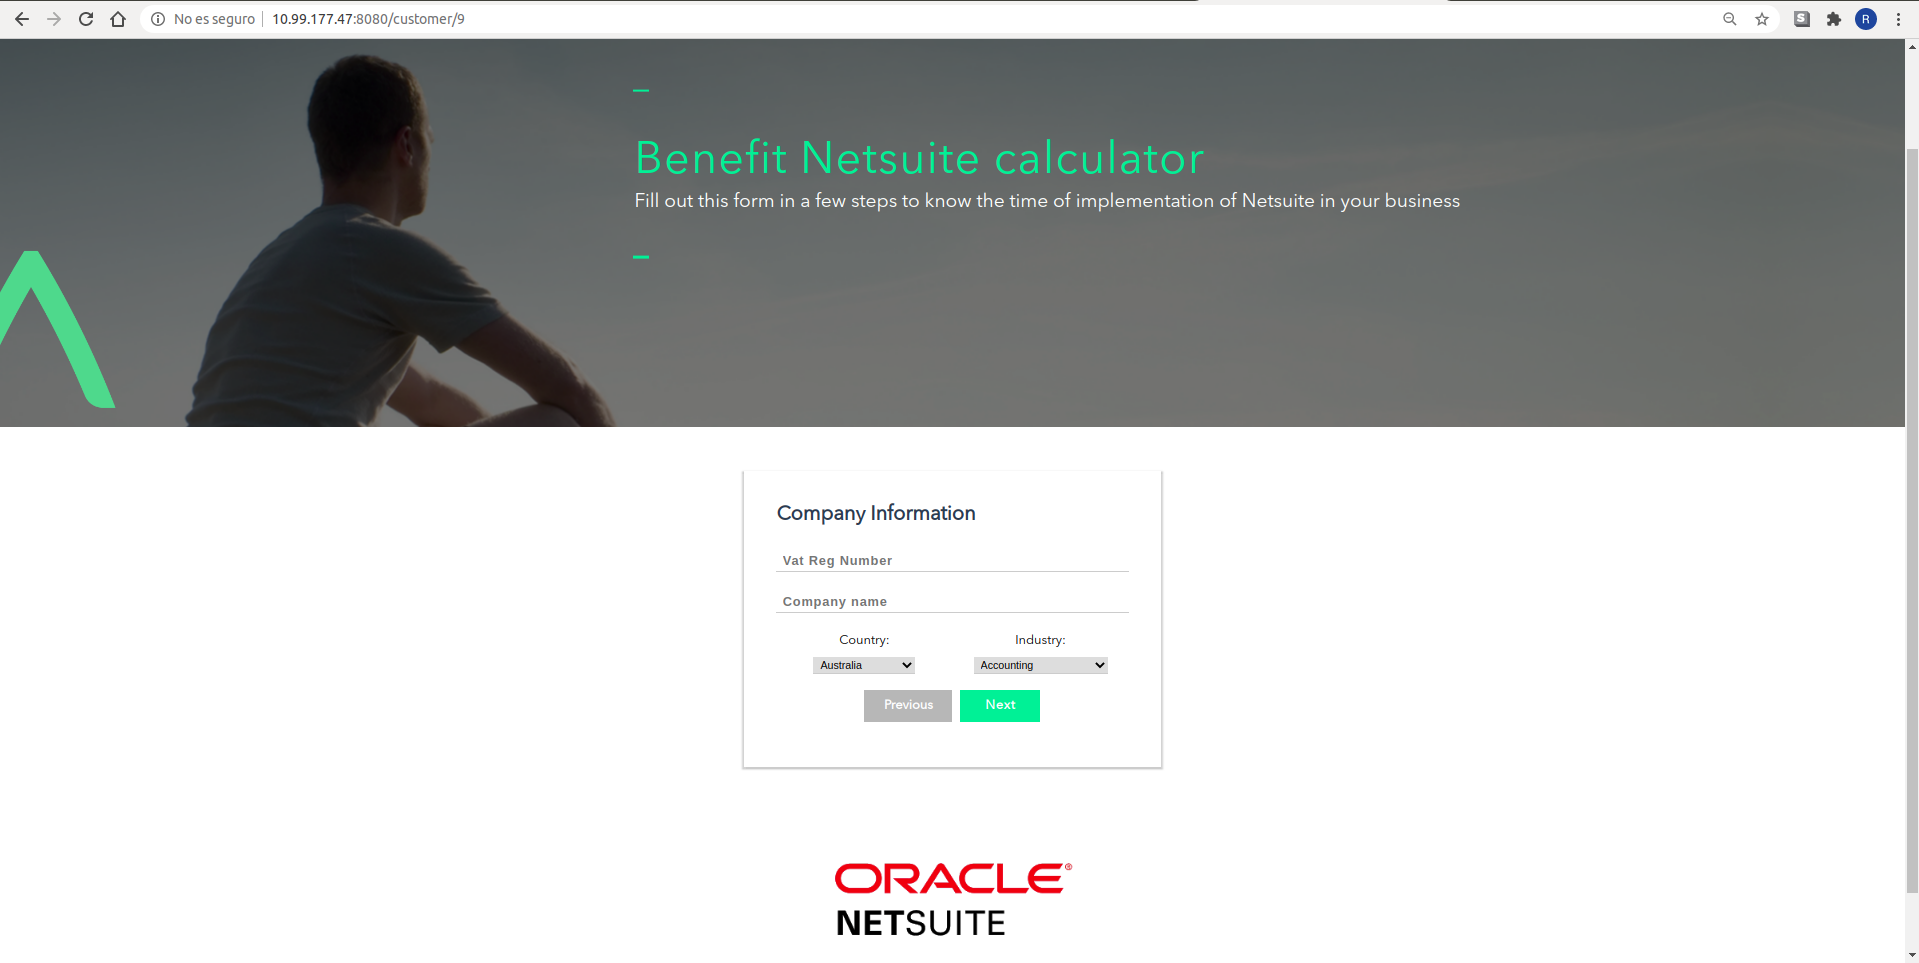 No es seguro 10.99.177.47:8080/customer/9
S
R
Benefit Netsuite calculator
Fill out this form in a few steps to know the time of implementation of Netsuite in your business
Company Information
Vat Reg Number
Company name
Country: Industry:
Australia Accounting
Previous Next
ORACLE®
NETSUITE